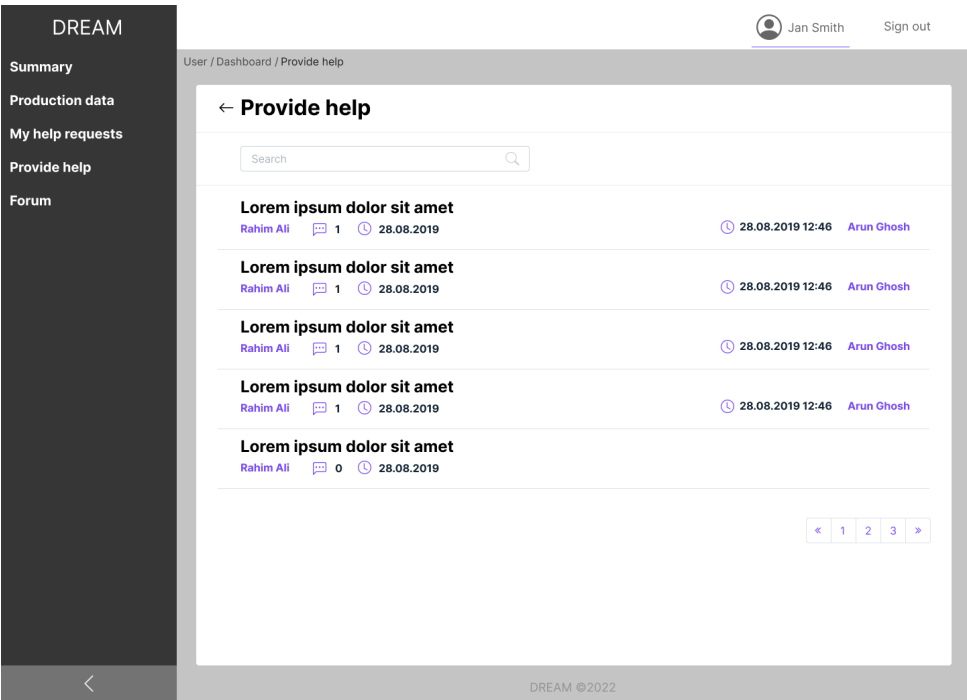 DREAM
Jan Smith
Sign out
Summary
Production data
My help requests
Provide help
Forum
User / Dashboard / Provide help
← Provide help
Search
Lorem ipsum dolor sit amet
Rahim Ali 1 28.08.2019 28.08.2019 12:46 Arun Ghosh
Lorem ipsum dolor sit amet
Rahim Ali 1 28.08.2019 28.08.2019 12:46 Arun Ghosh
Lorem ipsum dolor sit amet
Rahim Ali 1 28.08.2019 28.08.2019 12:46 Arun Ghosh
Lorem ipsum dolor sit amet
Rahim Ali 1 28.08.2019 28.08.2019 12:46 Arun Ghosh
Lorem ipsum dolor sit amet
Rahim Ali 0 28.08.2019
« 1 2 3 »
DREAM ©2022